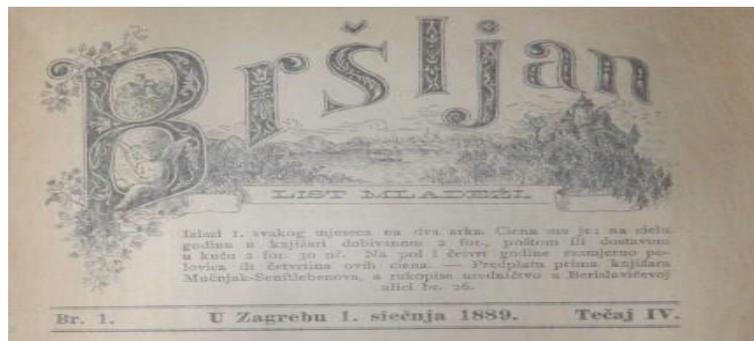 Bršljan
LIST MLADEŽI.
Izlazi 1. svakog mjeseca na dva arka. Ciena mu je: na cielu
godinu u knjižari dobivanom 2 for., poštom ili dostavom
u kuću 2 for. 30 nč. Na pol i četvrt godine razmjerno po-
lovica ili četvrtina ovih ciena. — Predplatu prima knjižara
Mučnjak-Senftlebenova, a rukopise uredničtvo u Berislavićevoj
ulici br. 26.
Br. 1. U Zagrebu 1. siečnja 1889. Tečaj IV.